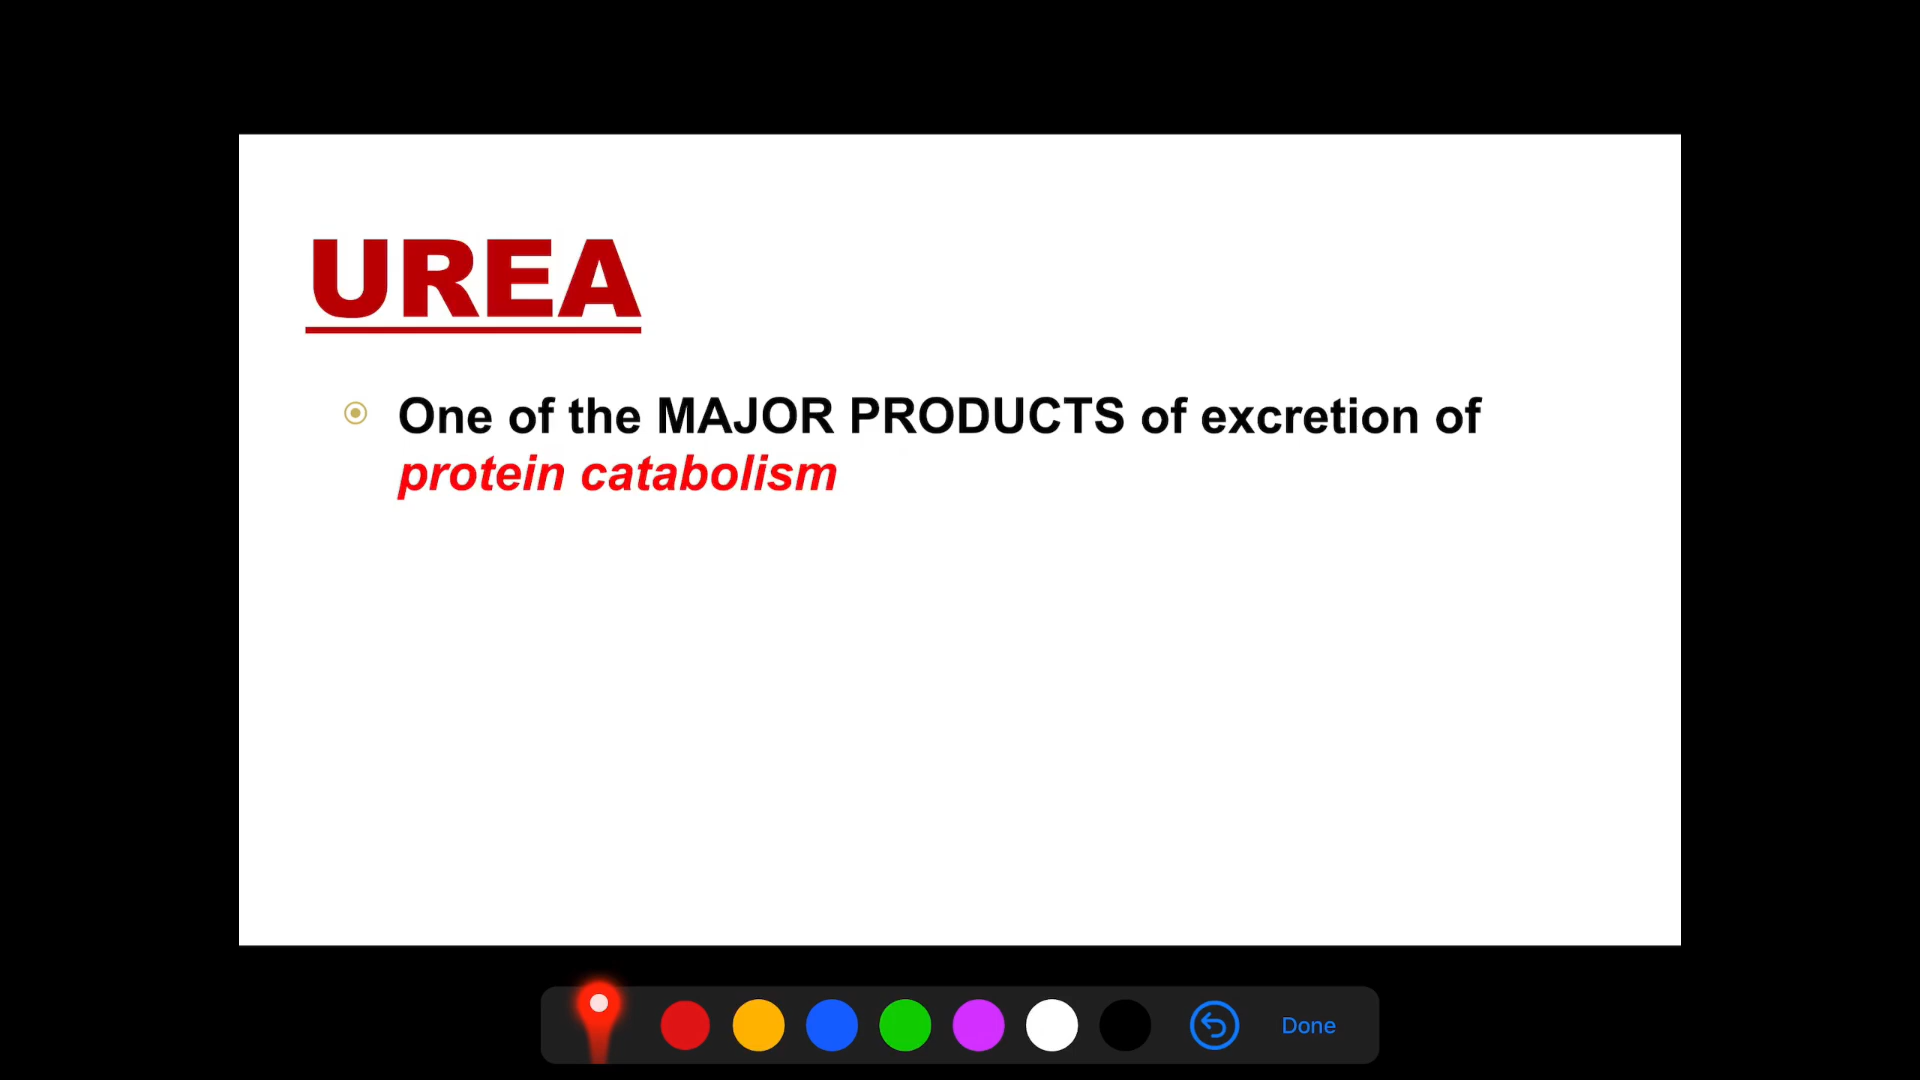 UREA
One of the MAJOR PRODUCTS of excretion of
protein catabolism
Done